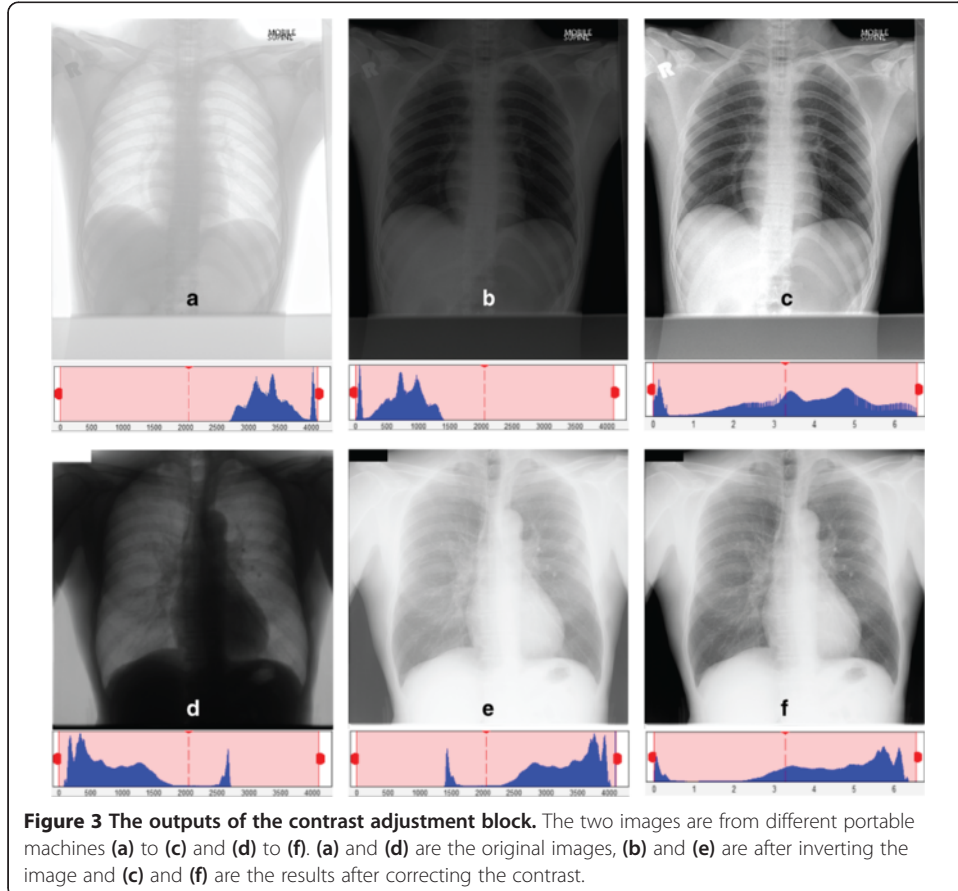 MOBILE
SUPINE
MOBILE
SUPINE
MOBILE
SUPINE
R
R
R
a
b
c
0 500 1000 1500 2000 2500 3000 3500 4000
0 500 1000 1500 2000 2500 3000 3500 4000
0 1 2 3 4 5 6
d
e
f
0 500 1000 1500 2000 2500 3000 3500 4000
0 500 1000 1500 2000 2500 3000 3500 4000
0 1 2 3 4 5 6
Figure 3 The outputs of the contrast adjustment block. The two images are from different portable
machines (a) to (c) and (d) to (f). (a) and (d) are the original images, (b) and (e) are after inverting the
image and (c) and (f) are the results after correcting the contrast.